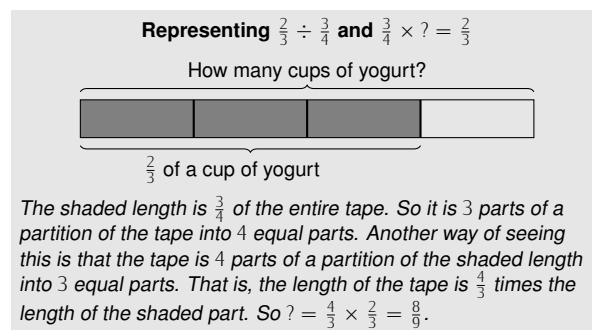 Representing 2/3 ÷ 3/4 and 3/4 × ? = 2/3
How many cups of yogurt?
2/3 of a cup of yogurt
The shaded length is 3/4 of the entire tape. So it is 3 parts of a
partition of the tape into 4 equal parts. Another way of seeing
this is that the tape is 4 parts of a partition of the shaded length
into 3 equal parts. That is, the length of the tape is 4/3 times the
length of the shaded part. So ? = 4/3 × 2/3 = 8/9.